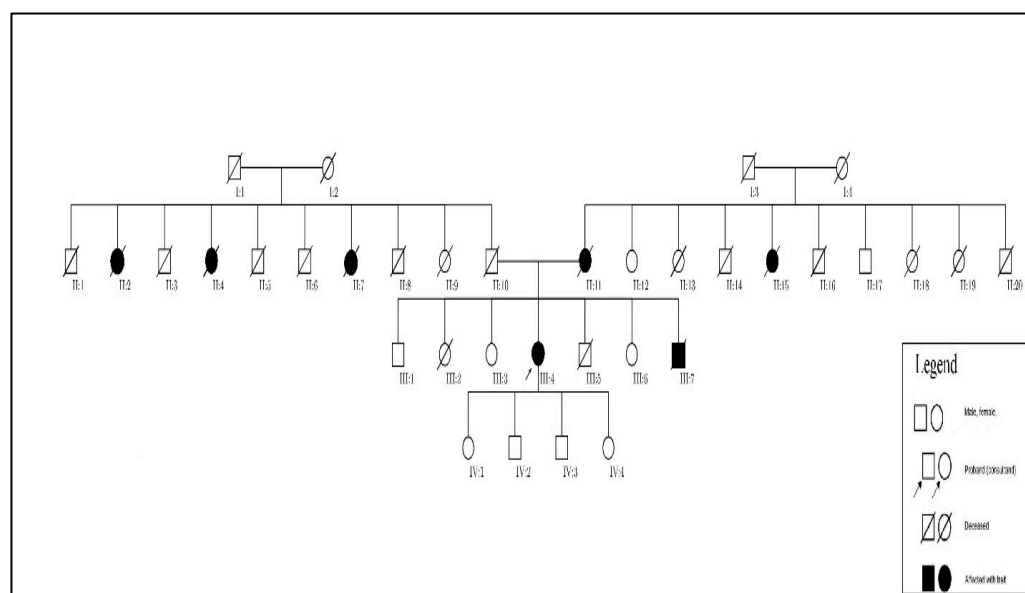 I:1 I:2 I:3 I:4
II:1 II:2 II:3 II:4 II:5 II:6 II:7 II:8 II:9 II:10 II:11 II:12 II:13 II:14 II:15 II:16 II:17 II:18 II:19 II:20
III:1 III:2 III:3 III:4 III:5 III:6 III:7
IV:1 IV:2 IV:3 IV:4
Legend
Male, female,
Proband (consultand)
Deceased
Affected with trait